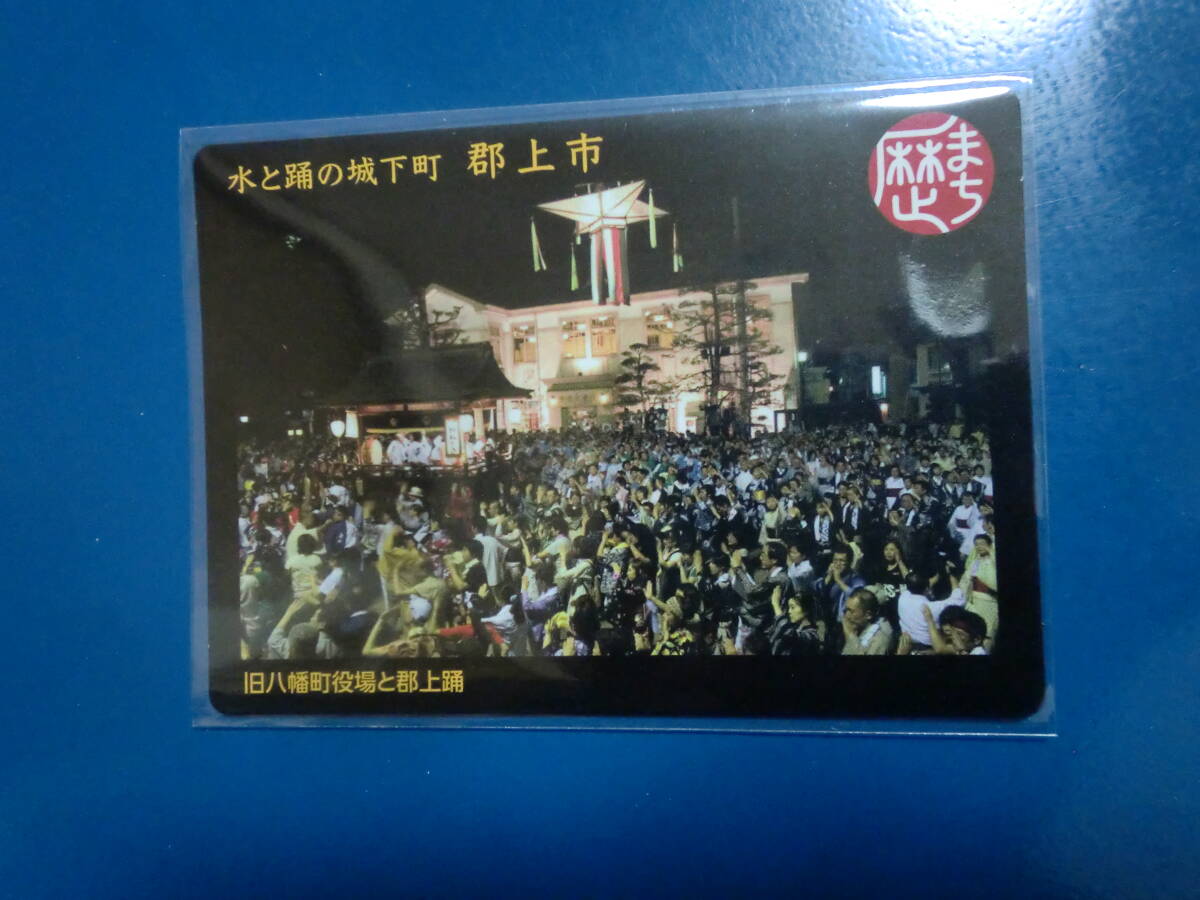 水と踊の城下町 郡上市
歴まち
旧八幡町役場と郡上踊